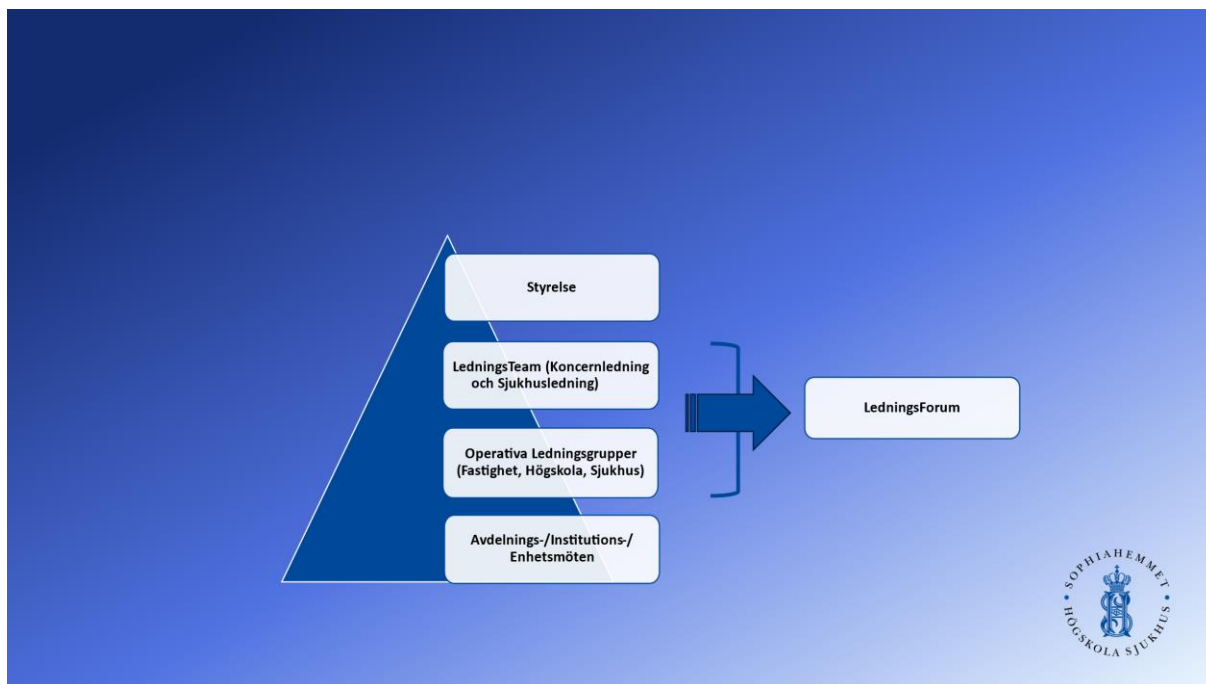 Styrelse
LedningsTeam (Koncernledning
och Sjukhusledning)
Operativa Ledningsgrupper
(Fastighet, Högskola, Sjukhus)
Avdelnings-/Institutions-/
Enhetsmöten
LedningsForum
SOPHIAHEMMET
HÖGSKOLA SJUKHUS